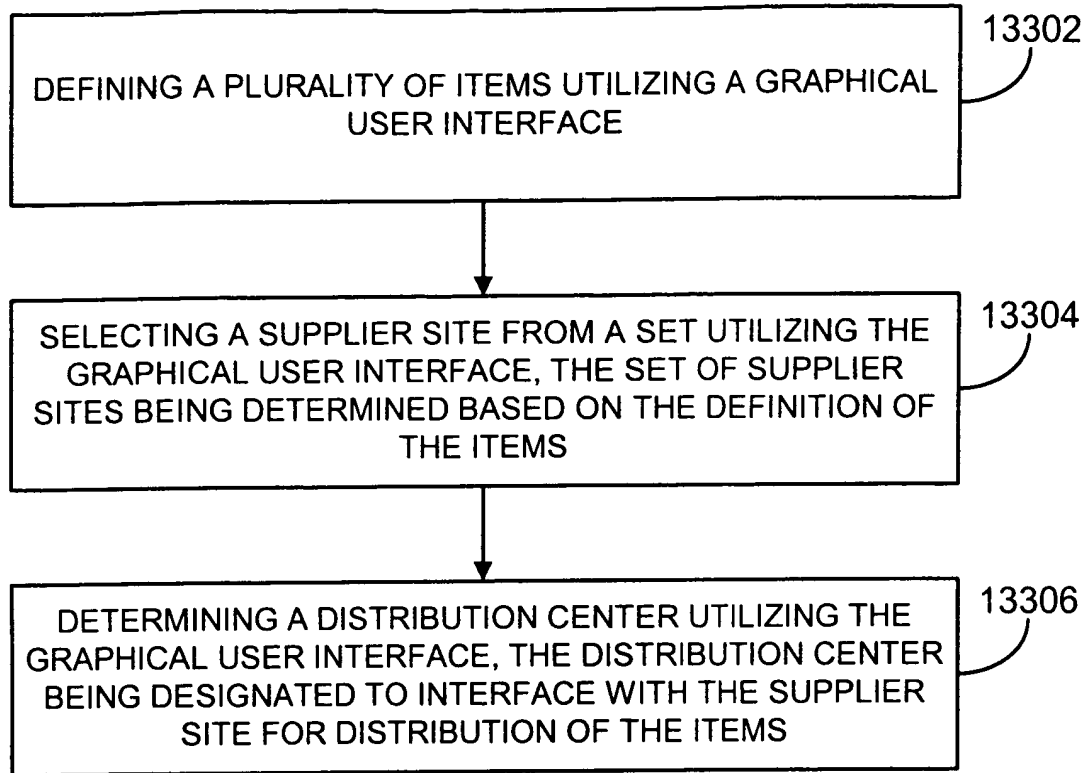 13302
DEFINING A PLURALITY OF ITEMS UTILIZING A GRAPHICAL
USER INTERFACE
13304
SELECTING A SUPPLIER SITE FROM A SET UTILIZING THE
GRAPHICAL USER INTERFACE, THE SET OF SUPPLIER
SITES BEING DETERMINED BASED ON THE DEFINITION OF
THE ITEMS
13306
DETERMINING A DISTRIBUTION CENTER UTILIZING THE
GRAPHICAL USER INTERFACE, THE DISTRIBUTION CENTER
BEING DESIGNATED TO INTERFACE WITH THE SUPPLIER
SITE FOR DISTRIBUTION OF THE ITEMS